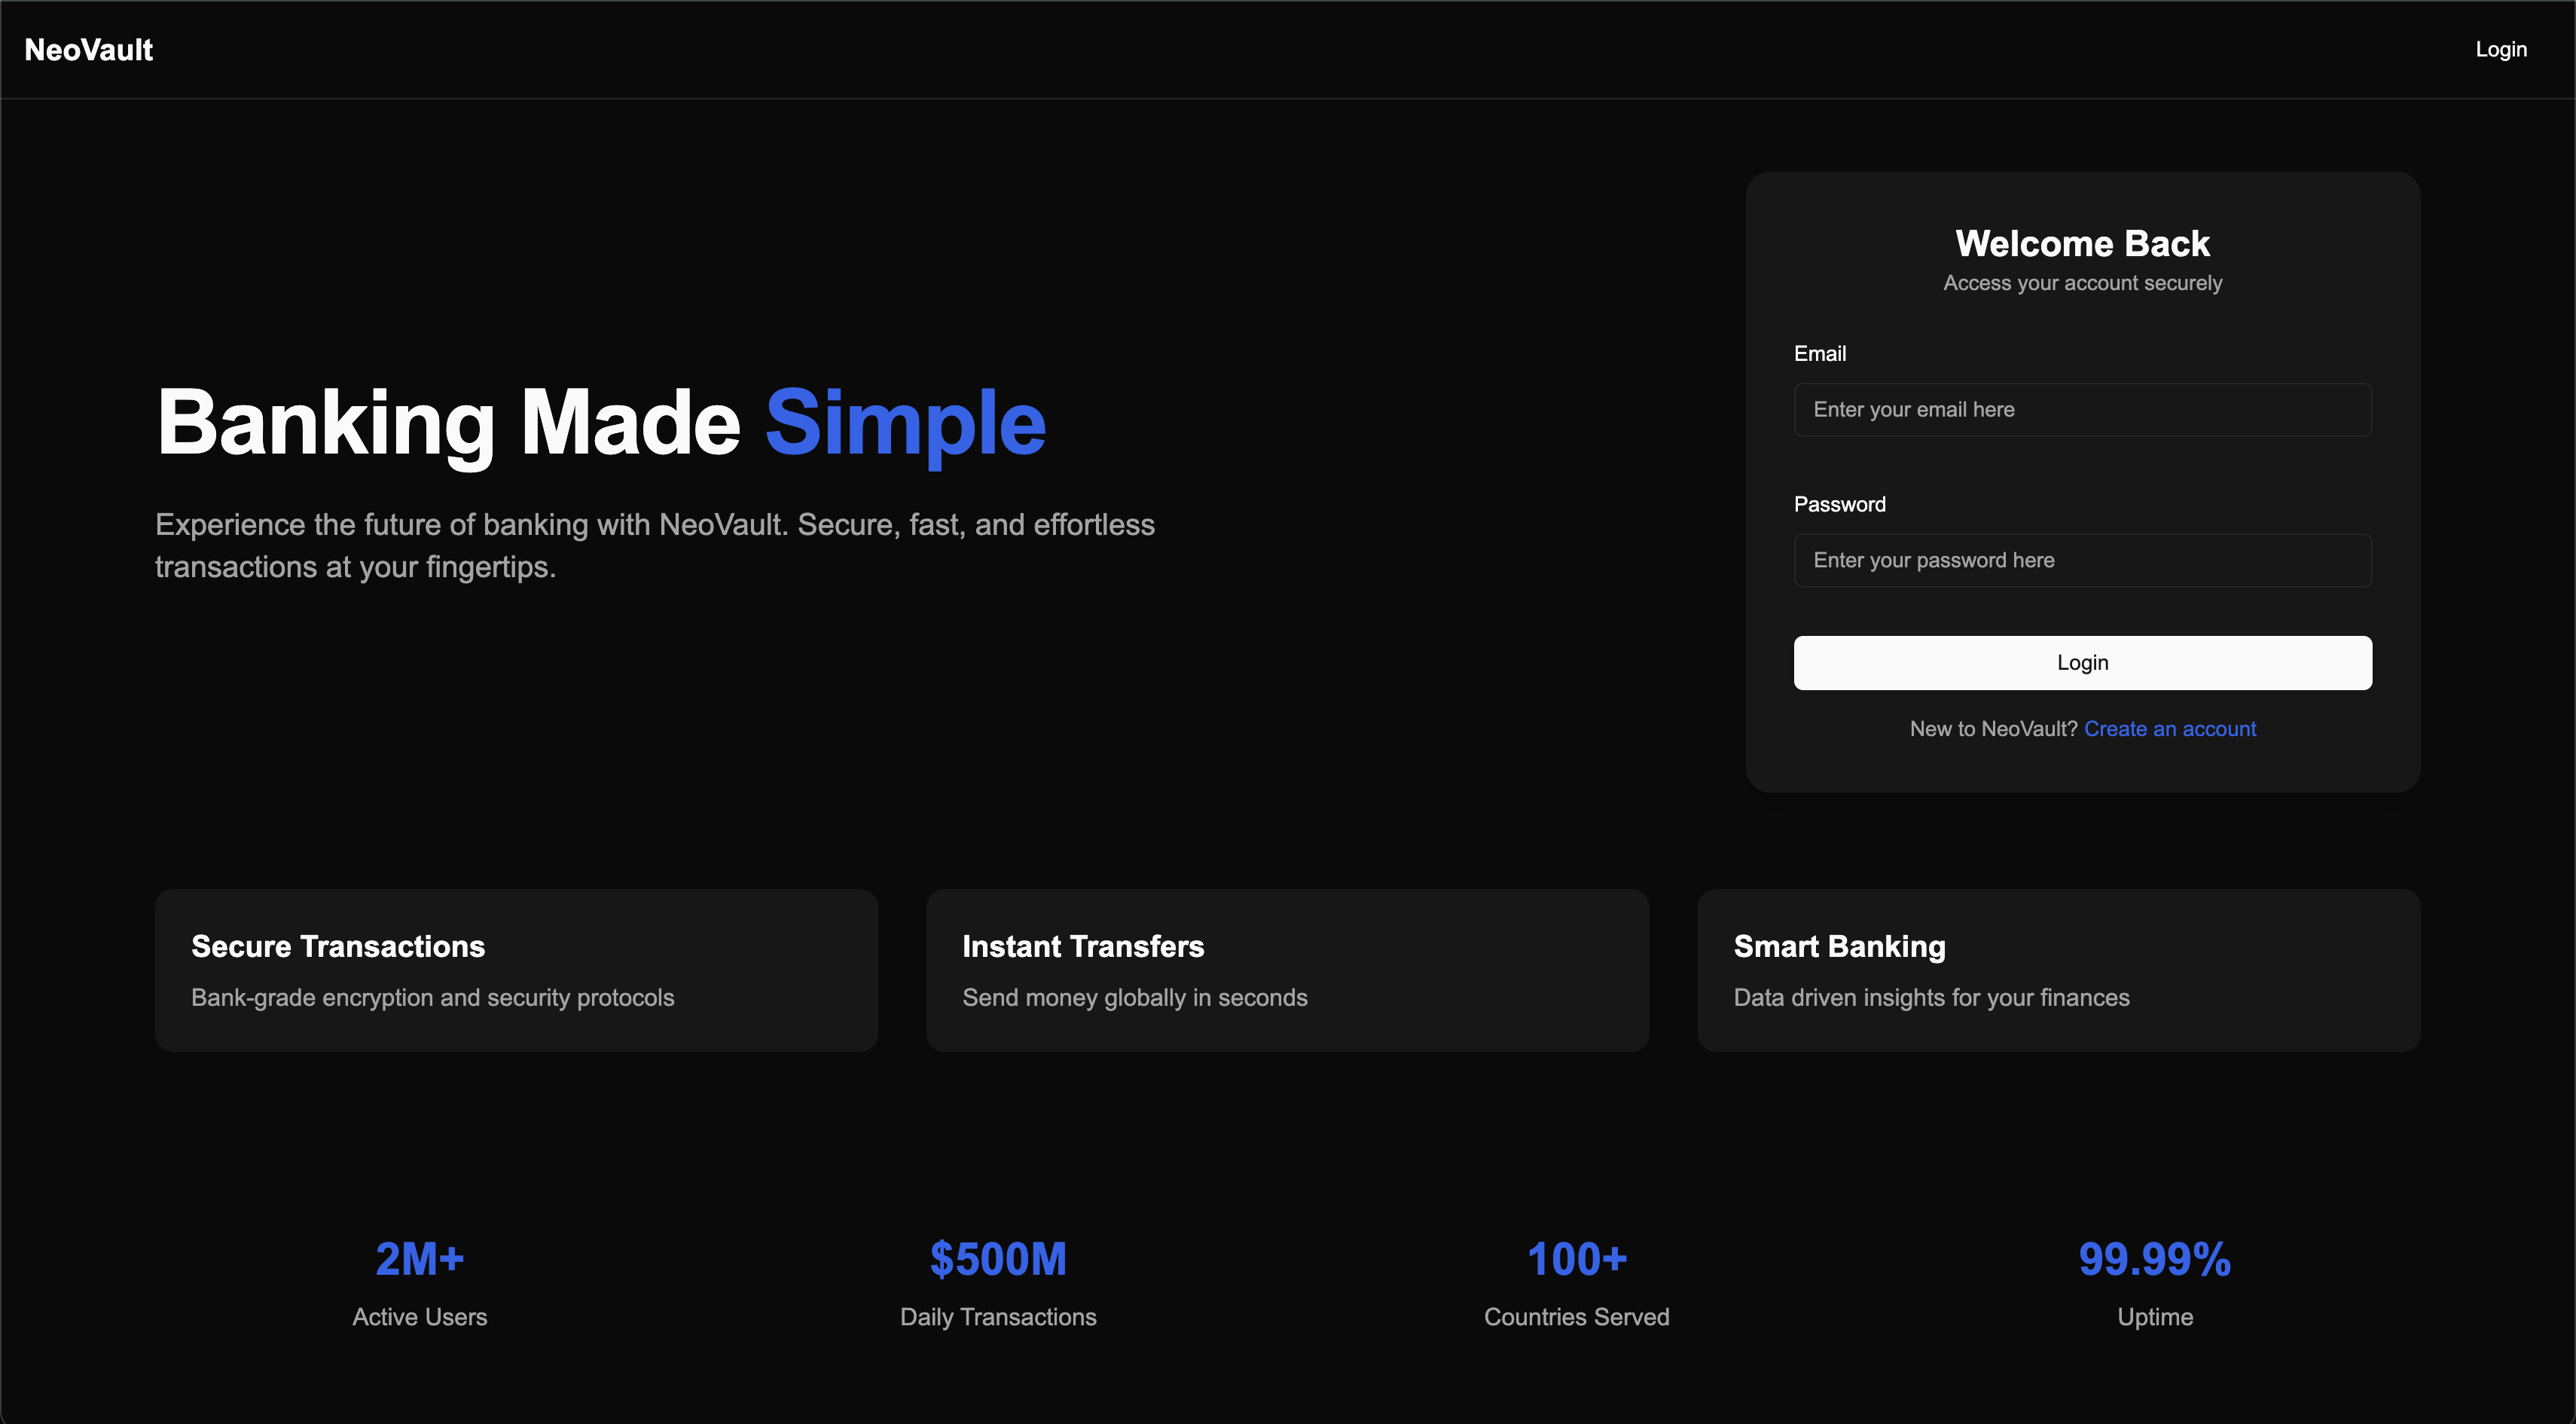 NeoVault
Login
Banking Made Simple
Experience the future of banking with NeoVault. Secure, fast, and effortless
transactions at your fingertips.
Welcome Back
Access your account securely
Email
Enter your email here
Password
Enter your password here
Login
New to NeoVault? Create an account
Secure Transactions
Bank-grade encryption and security protocols
Instant Transfers
Send money globally in seconds
Smart Banking
Data driven insights for your finances
2M+
Active Users
$500M
Daily Transactions
100+
Countries Served
99.99%
Uptime